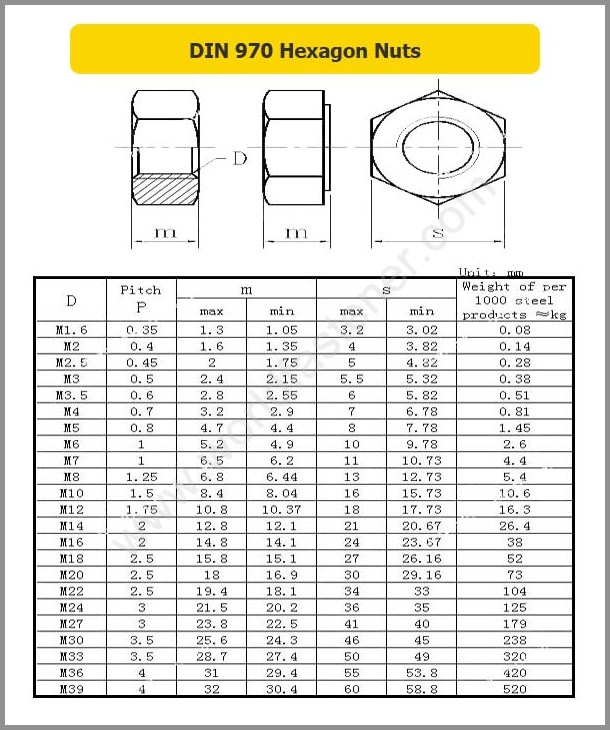 DIN 970 Hexagon Nuts
D
m m s
Unit: mm
D Pitch P m s Weight of per 1000 steel products ≈kg
max min max min
M1.6 0.35 1.3 1.05 3.2 3.02 0.08
M2 0.4 1.6 1.35 4 3.82 0.14
M2.5 0.45 2 1.75 5 4.82 0.28
M3 0.5 2.4 2.15 5.5 5.32 0.38
M3.5 0.6 2.8 2.55 6 5.82 0.51
M4 0.7 3.2 2.9 7 6.78 0.81
M5 0.8 4.7 4.4 8 7.78 1.45
M6 1 5.2 4.9 10 9.78 2.6
M7 1 6.5 6.2 11 10.73 4.4
M8 1.25 6.8 6.44 13 12.73 5.4
M10 1.5 8.4 8.04 16 15.73 10.6
M12 1.75 10.8 10.37 18 17.73 16.3
M14 2 12.8 12.1 21 20.67 26.4
M16 2 14.8 14.1 24 23.67 38
M18 2.5 15.8 15.1 27 26.16 52
M20 2.5 18 16.9 30 29.16 73
M22 2.5 19.4 18.1 34 33 104
M24 3 21.5 20.2 36 35 125
M27 3 23.8 22.5 41 40 179
M30 3.5 25.6 24.3 46 45 238
M33 3.5 28.7 27.4 50 49 320
M36 4 31 29.4 55 53.8 420
M39 4 32 30.4 60 58.8 520